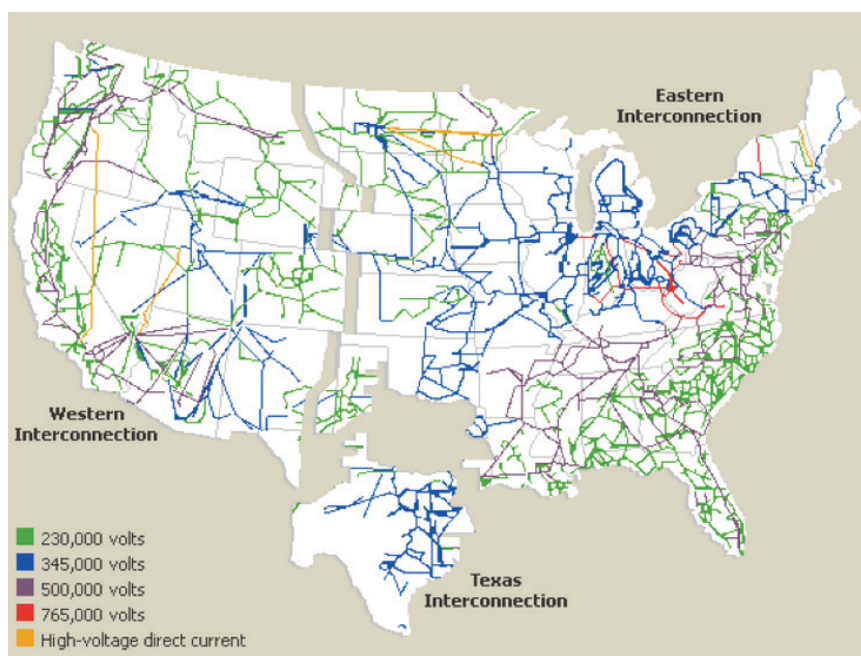 Eastern
Interconnection
Western
Interconnection
Texas
Interconnection
230,000 volts
345,000 volts
500,000 volts
765,000 volts
High-voltage direct current